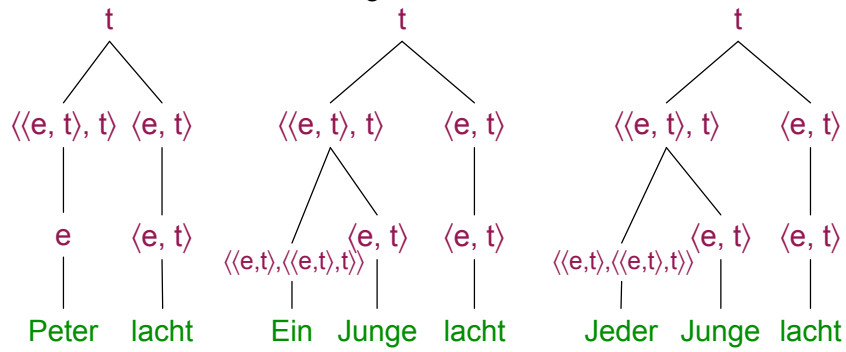 t t t
⟨⟨e, t⟩, t⟩ ⟨e, t⟩ ⟨⟨e, t⟩, t⟩ ⟨e, t⟩ ⟨⟨e, t⟩, t⟩ ⟨e, t⟩
e ⟨e, t⟩ ⟨⟨e,t⟩,⟨⟨e,t⟩,t⟩⟩ ⟨e, t⟩ ⟨e, t⟩ ⟨⟨e,t⟩,⟨⟨e,t⟩,t⟩⟩ ⟨e, t⟩ ⟨e, t⟩
Peter lacht Ein Junge lacht Jeder Junge lacht